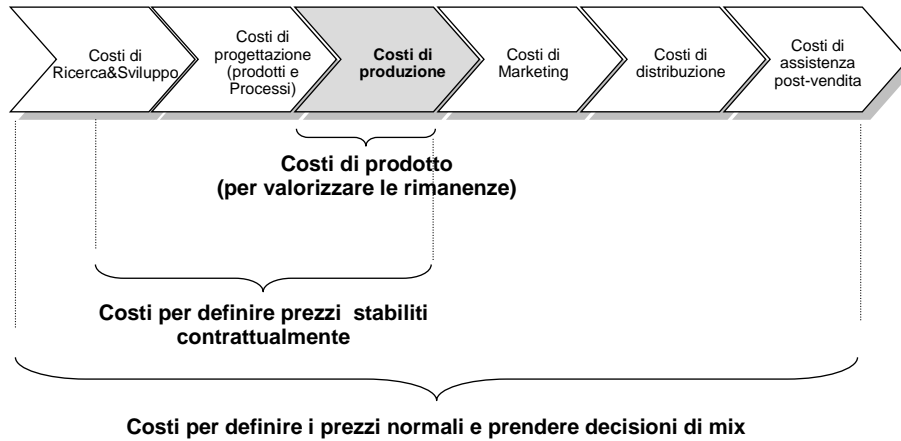 Costi di
Ricerca&Sviluppo
Costi di
progettazione
(prodotti e
Processi)
Costi di
produzione
Costi di
Marketing
Costi di
distribuzione
Costi di
assistenza
post-vendita
Costi di prodotto
(per valorizzare le rimanenze)
Costi per definire prezzi stabiliti
contrattualmente
Costi per definire i prezzi normali e prendere decisioni di mix